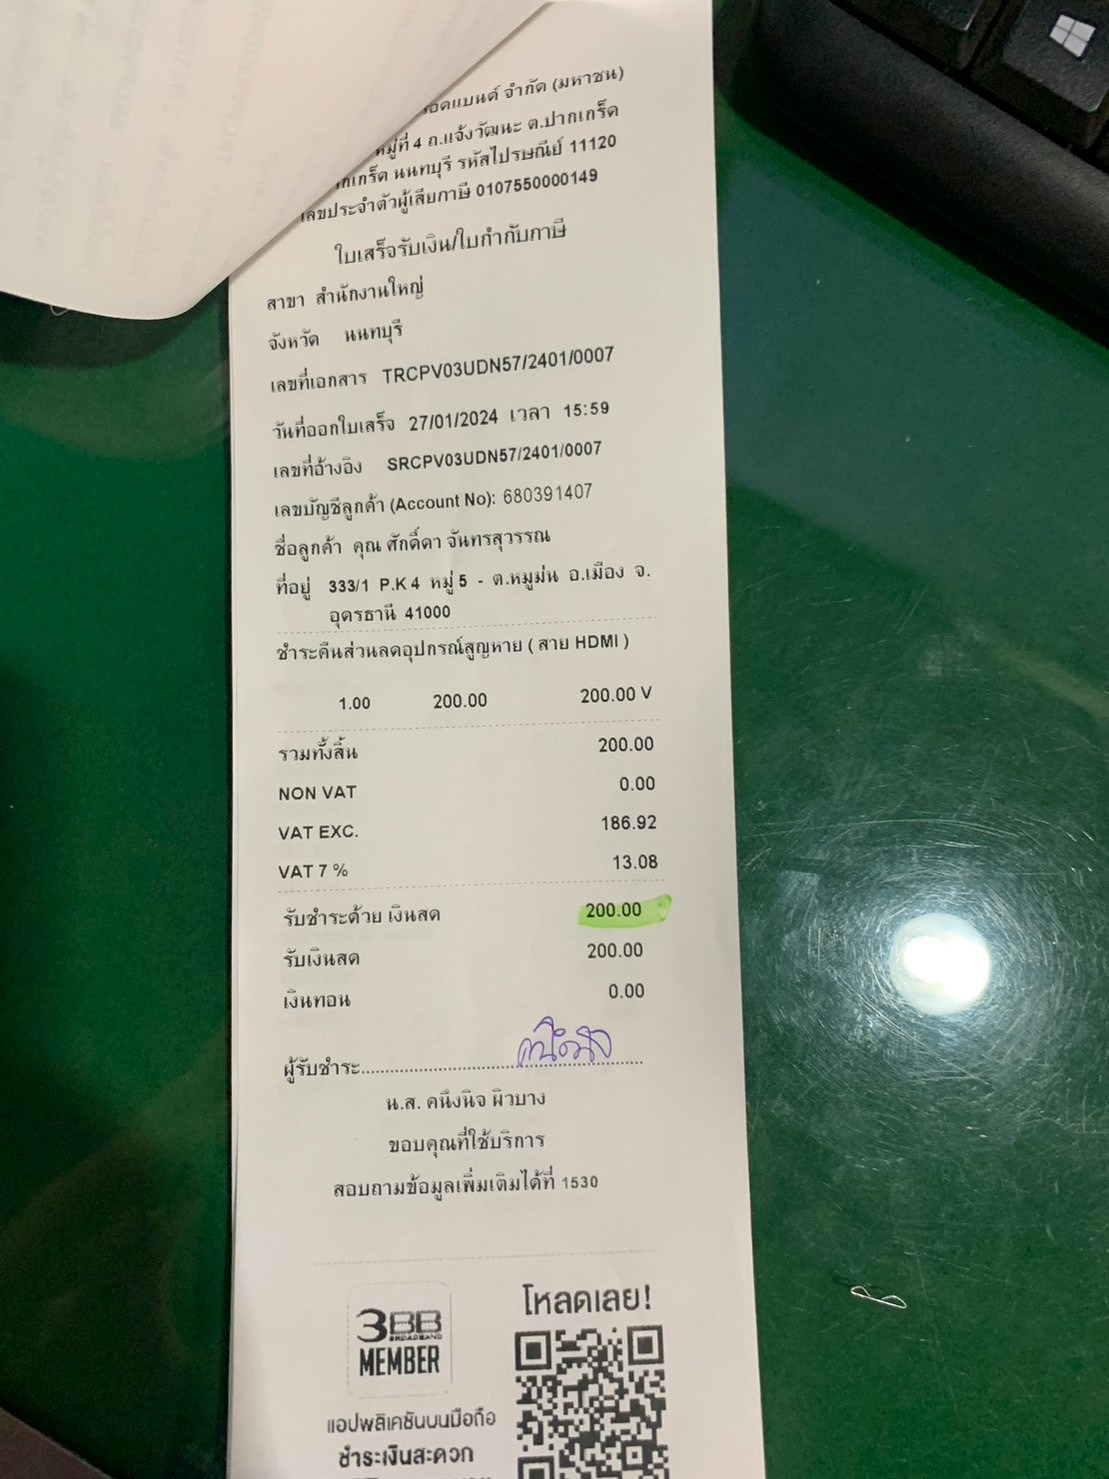 จำกัด (มหาชน)
หมู่ที่ 4 ถ.แจ้งวัฒนะ ต.ปากเกร็ด
นนทบุรี รหัสไปรษณีย์ 11120
เลขประจำตัวผู้เสียภาษี 0107550000149
ใบเสร็จรับเงิน/ใบกำกับภาษี
สาขา สำนักงานใหญ่
จังหวัด นนทบุรี
เลขที่เอกสาร TRCPV03UDN57/2401/0007
วันที่ออกใบเสร็จ 27/01/2024 เวลา 15:59
เลขที่อ้างอิง SRCPV03UDN57/2401/0007
เลขบัญชีลูกค้า (Account No): 680391407
ชื่อลูกค้า คุณ ศักดิ์ดา จันทรสุวรรณ
ที่อยู่ 333/1 P.K 4 หมู่ 5 - ต.หมูม่น อ.เมือง จ.
อุดรธานี 41000
ชำระคืนส่วนลดอุปกรณ์สูญหาย ( สาย HDMI )
1.00 200.00 200.00 V
รวมทั้งสิ้น 200.00
NON VAT 0.00
VAT EXC. 186.92
VAT 7 % 13.08
รับชำระด้วย เงินสด 200.00
รับเงินสด 200.00
เงินทอน 0.00
ผู้รับชำระ คนึงนิจ
น.ส. คนึงนิจ ผิวบาง
ขอบคุณที่ใช้บริการ
สอบถามข้อมูลเพิ่มเติมได้ที่ 1530
โหลดเลย!
3BB
BROADBAND
MEMBER
แอปพลิเคชันบนมือถือ
ชำระเงินสะดวก